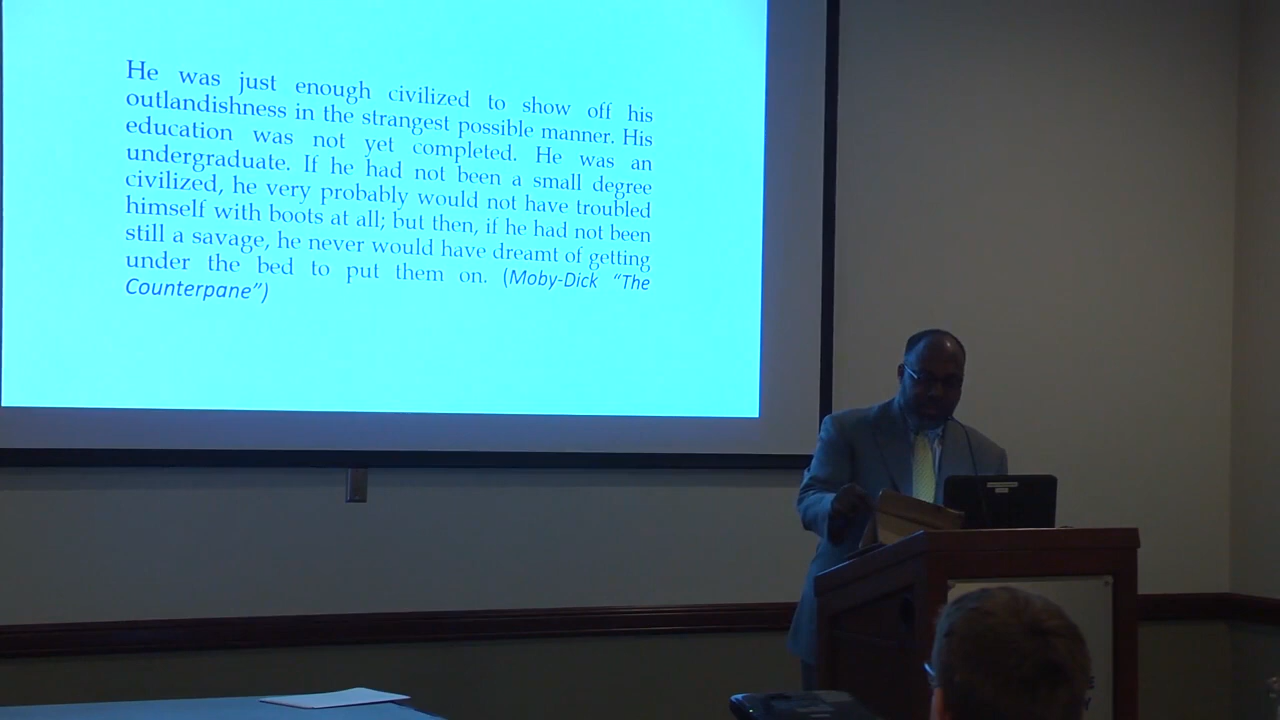 He was just enough civilized to show off his
outlandishness in the strangest possible manner. His
education was not yet completed. He was an
undergraduate. If he had not been a small degree
civilized, he very probably would not have troubled
himself with boots at all; but then, if he had not been
still a savage, he never would have dreamt of getting
under the bed to put them on. (Moby-Dick “The
Counterpane”)